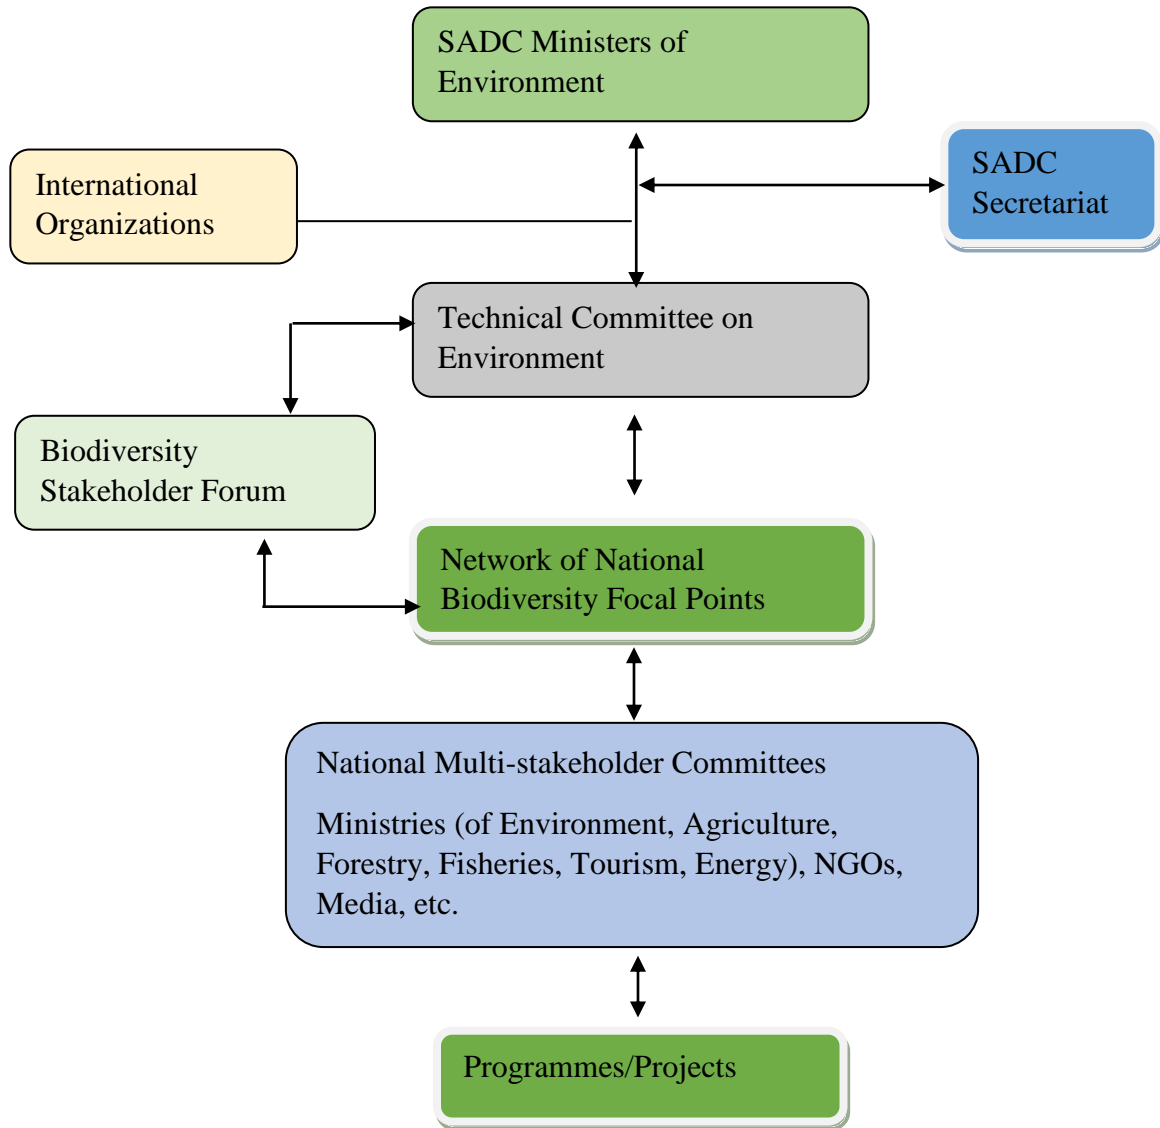 SADC Ministers of
Environment
International
Organizations
SADC
Secretariat
Technical Committee on
Environment
Biodiversity
Stakeholder Forum
Network of National
Biodiversity Focal Points
National Multi-stakeholder Committees
Ministries (of Environment, Agriculture,
Forestry, Fisheries, Tourism, Energy), NGOs,
Media, etc.
Programmes/Projects